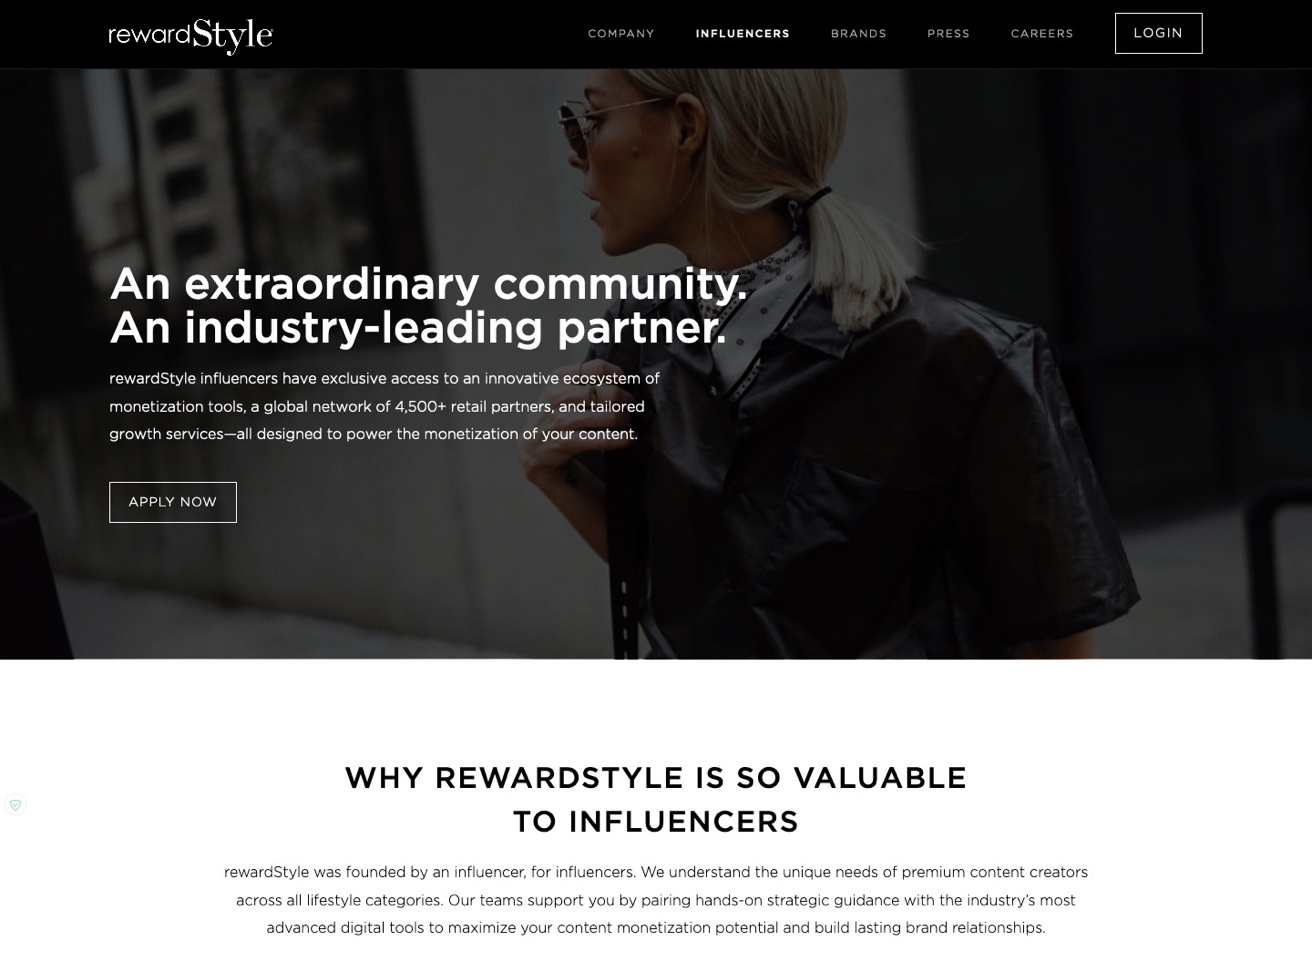 rewardStyle
COMPANY
INFLUENCERS
BRANDS
PRESS
CAREERS
LOGIN
An extraordinary community.
An industry-leading partner.
rewardStyle influencers have exclusive access to an innovative ecosystem of
monetization tools, a global network of 4,500+ retail partners, and tailored
growth services—all designed to power the monetization of your content.
APPLY NOW
WHY REWARDSTYLE IS SO VALUABLE
TO INFLUENCERS
rewardStyle was founded by an influencer, for influencers. We understand the unique needs of premium content creators
across all lifestyle categories. Our teams support you by pairing hands-on strategic guidance with the industry’s most
advanced digital tools to maximize your content monetization potential and build lasting brand relationships.